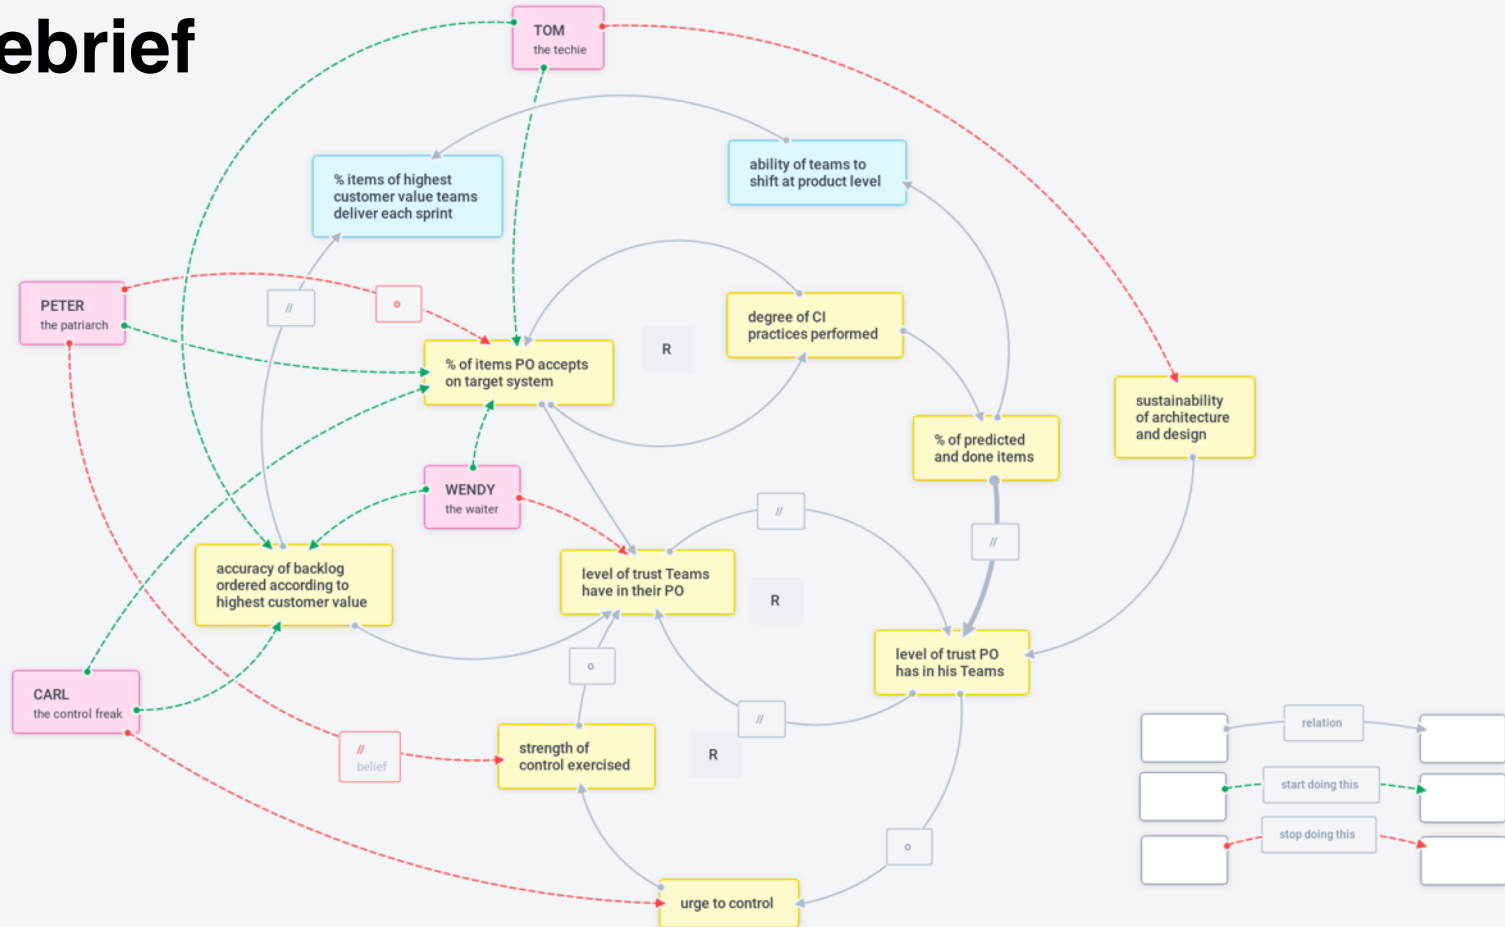 ebrief
TOM
the techie
% items of highest
customer value teams
deliver each sprint
ability of teams to
shift at product level
PETER
the patriarch
//
o
% of items PO accepts
on target system
R
degree of CI
practices performed
sustainability
of architecture
and design
% of predicted
and done items
WENDY
the waiter
//
//
accuracy of backlog
ordered according to
highest customer value
level of trust Teams
have in their PO
R
o
level of trust PO
has in his Teams
CARL
the control freak
//
belief
strength of
control exercised
R
//
o
urge to control
relation
start doing this
stop doing this